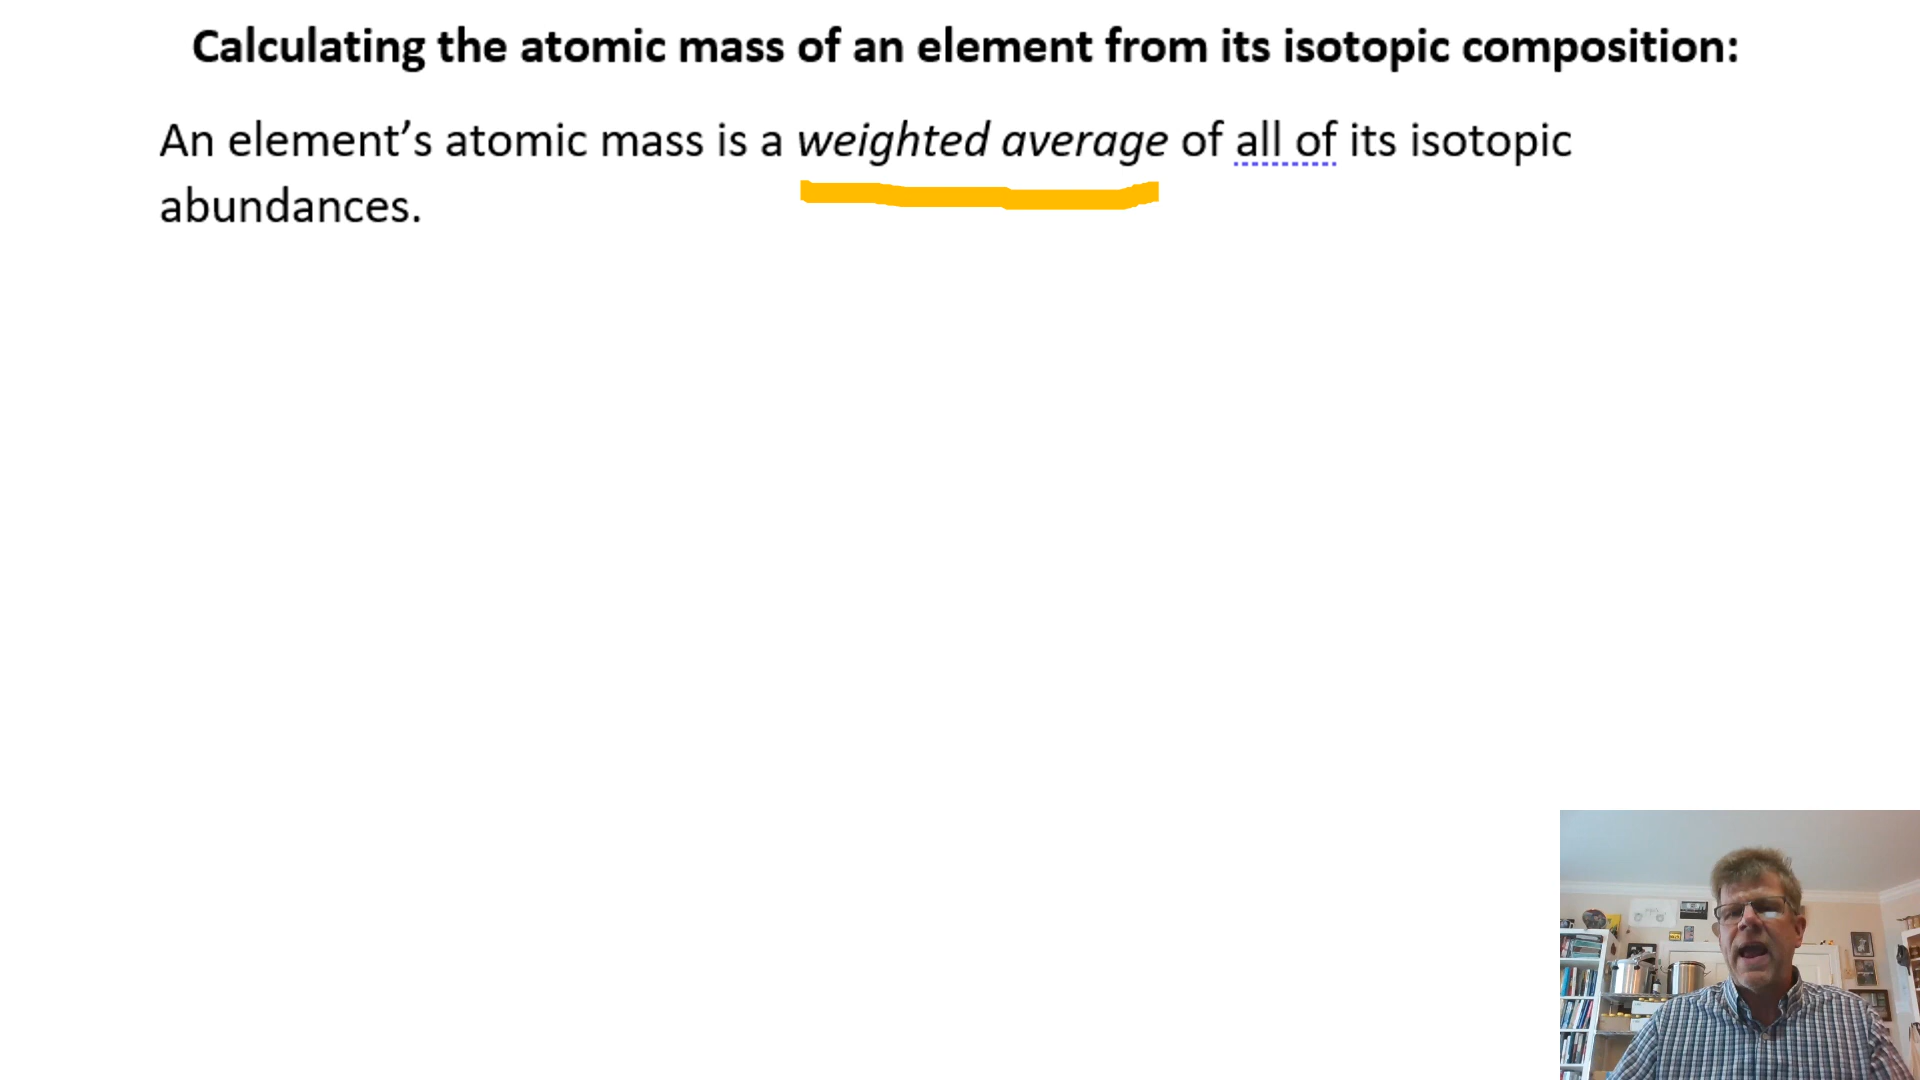 Calculating the atomic mass of an element from its isotopic composition:
An element’s atomic mass is a weighted average of all of its isotopic
abundances.